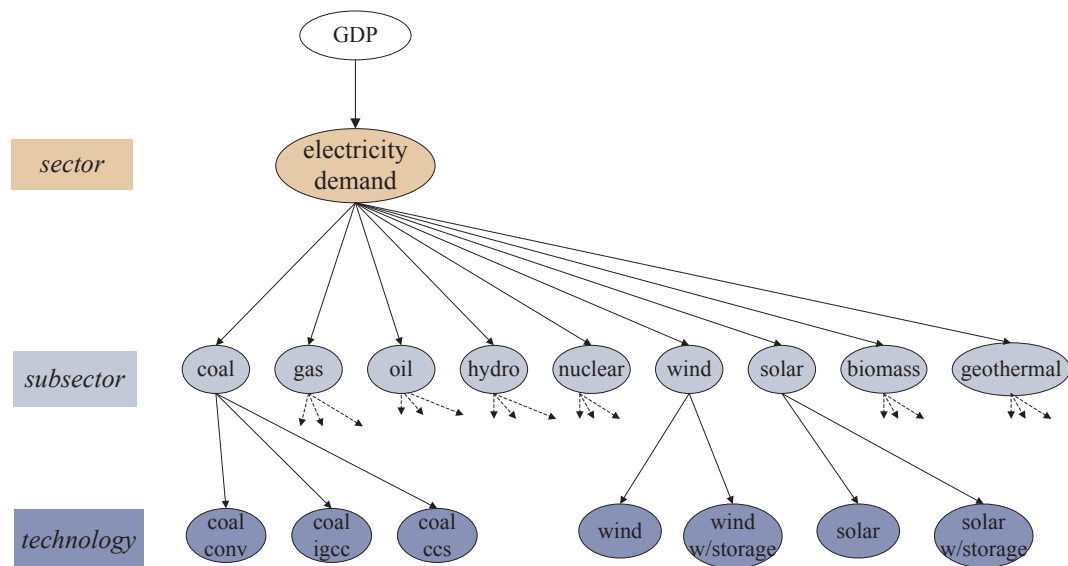 GDP
sector
electricity
demand
subsector
coal
gas
oil
hydro
nuclear
wind
solar
biomass
geothermal
technology
coal
conv
coal
igcc
coal
ccs
wind
wind
w/storage
solar
solar
w/storage